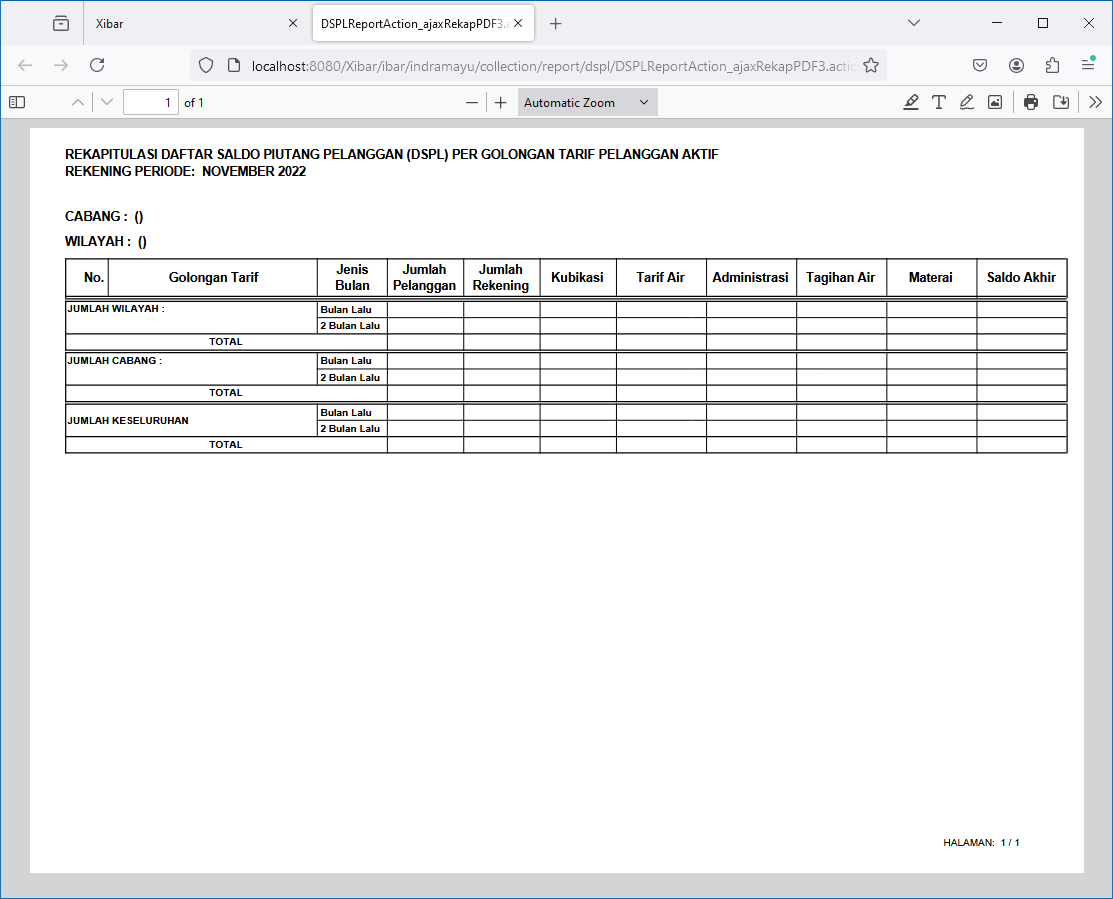 Xibar
DSPLReportAction_ajaxRekapPDF3.a
localhost:8080/Xibar/ibar/indramayu/collection/report/dspl/DSPLReportAction_ajaxRekapPDF3.actio
1 of 1
Automatic Zoom
REKAPITULASI DAFTAR SALDO PIUTANG PELANGGAN (DSPL) PER GOLONGAN TARIF PELANGGAN AKTIF
REKENING PERIODE: NOVEMBER 2022
CABANG : ()
WILAYAH : ()
No. Golongan Tarif Jenis Bulan Jumlah Pelanggan Jumlah Rekening Kubikasi Tarif Air Administrasi Tagihan Air Materai Saldo Akhir
JUMLAH WILAYAH : Bulan Lalu
2 Bulan Lalu
TOTAL
JUMLAH CABANG : Bulan Lalu
2 Bulan Lalu
TOTAL
JUMLAH KESELURUHAN Bulan Lalu
2 Bulan Lalu
TOTAL
HALAMAN: 1 / 1